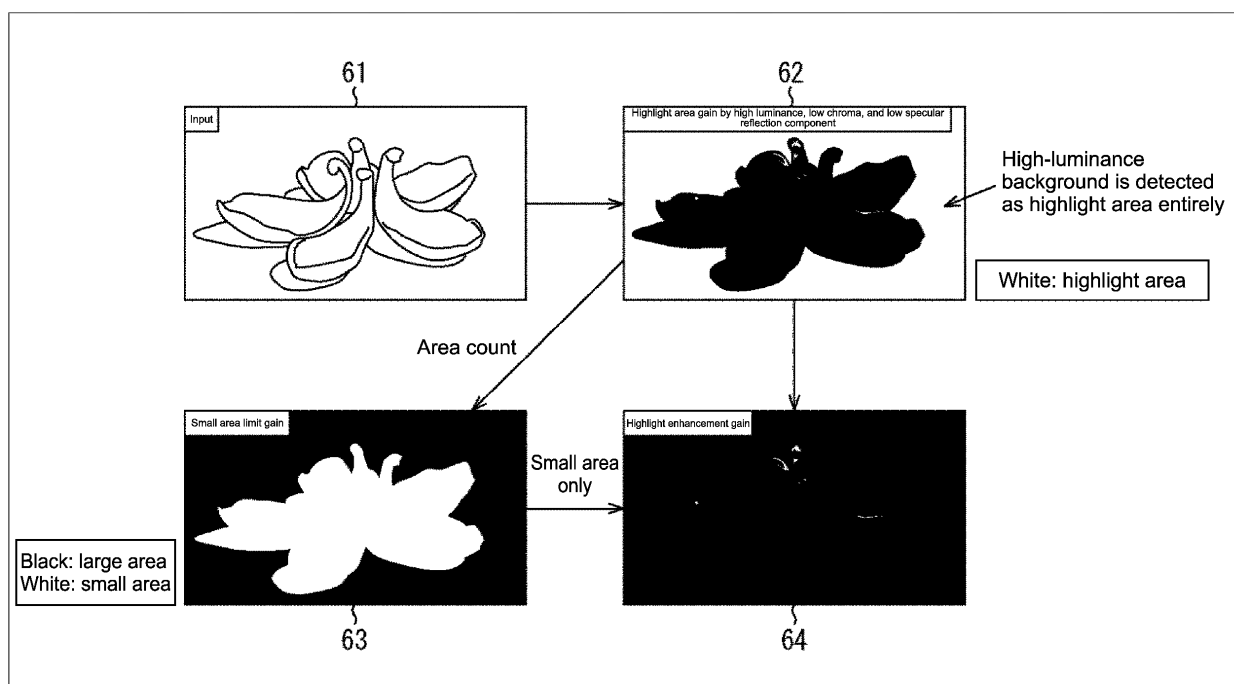 61
62
Input
Highlight area gain by high luminance, low chroma, and low specular
reflection component
High-luminance
background is detected
as highlight area entirely
White: highlight area
Area count
Small area limit gain
Highlight enhancement gain
Small area
only
Black: large area
White: small area
63
64